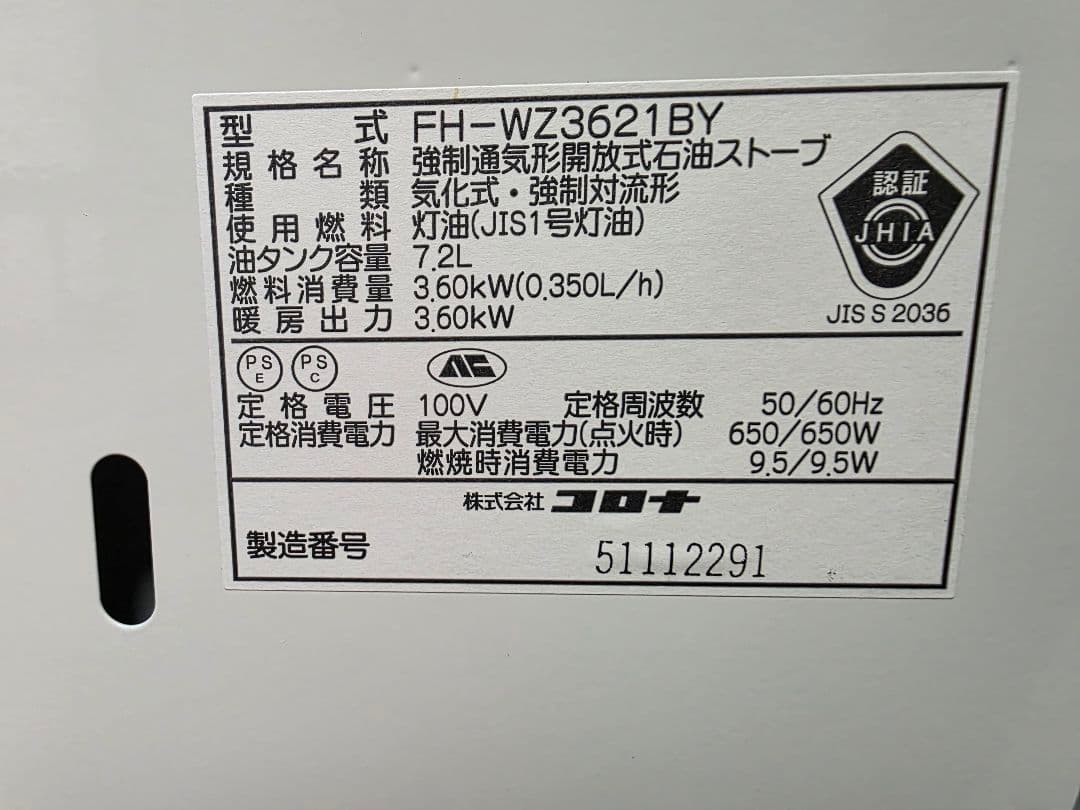 型式 FH-WZ3621BY
規格名称 強制通気形開放式石油ストーブ
種類 気化式・強制対流形
使用燃料 灯油(JIS1号灯油)
油タンク容量 7.2L
燃料消費量 3.60kW(0.350L/h)
暖房出力 3.60kW
認証
JHIA
JIS S 2036
PS E PS C
定格電圧 100V 定格周波数 50/60Hz
定格消費電力 最大消費電力(点火時) 650/650W
燃焼時消費電力 9.5/9.5W
株式会社 コロナ
製造番号 51112291